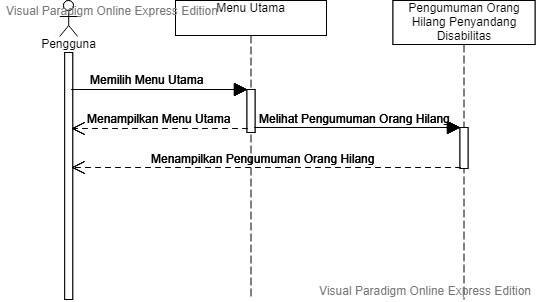 Visual Paradigm Online Express Edition
Menu Utama
Pengumuman Orang
Hilang Penyandang
Disabilitas
Pengguna
Memilih Menu Utama
Menampilkan Menu Utama
Melihat Pengumuman Orang Hilang
Menampilkan Pengumuman Orang Hilang
Visual Paradigm Online Express Edition